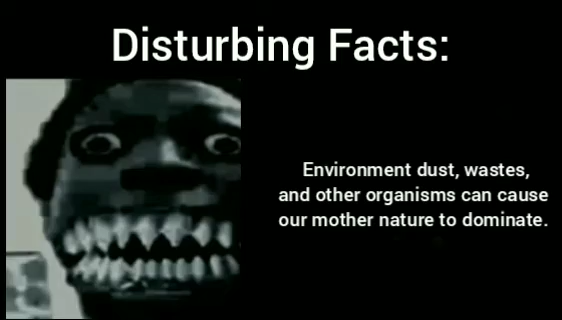 Disturbing Facts:
Environment dust, wastes,
and other organisms can cause
our mother nature to dominate.